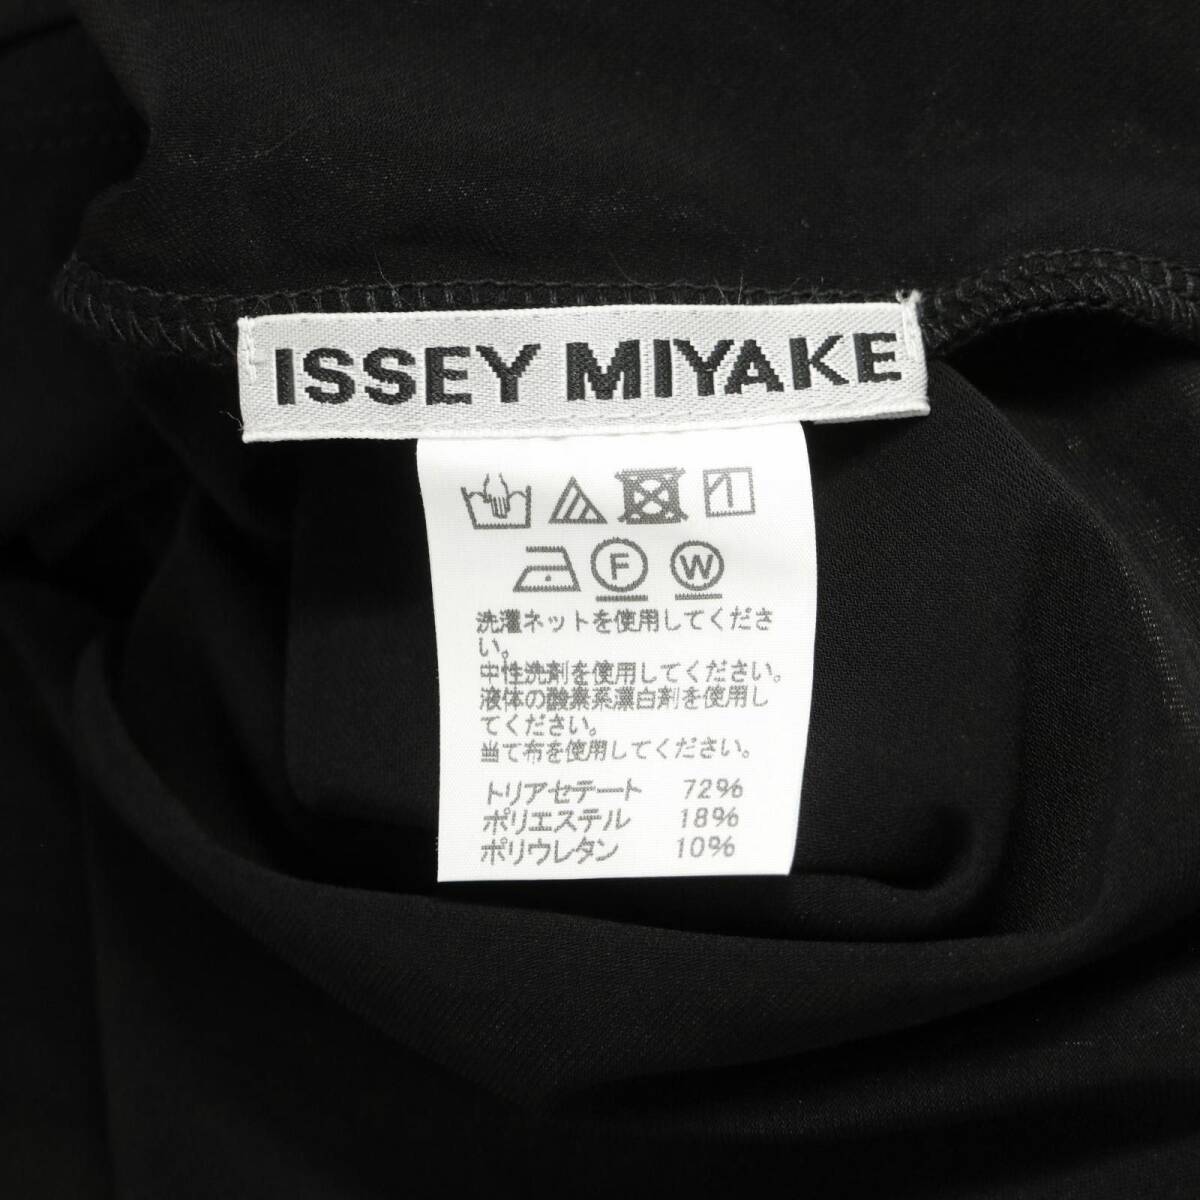 ISSEY MIYAKE
F W
洗濯ネットを使用してくださ
い。
中性洗剤を使用してください。
液体の酸素系漂白剤を使用し
てください。
当て布を使用してください。
トリアセテート 72%
ポリエステル 18%
ポリウレタン 10%